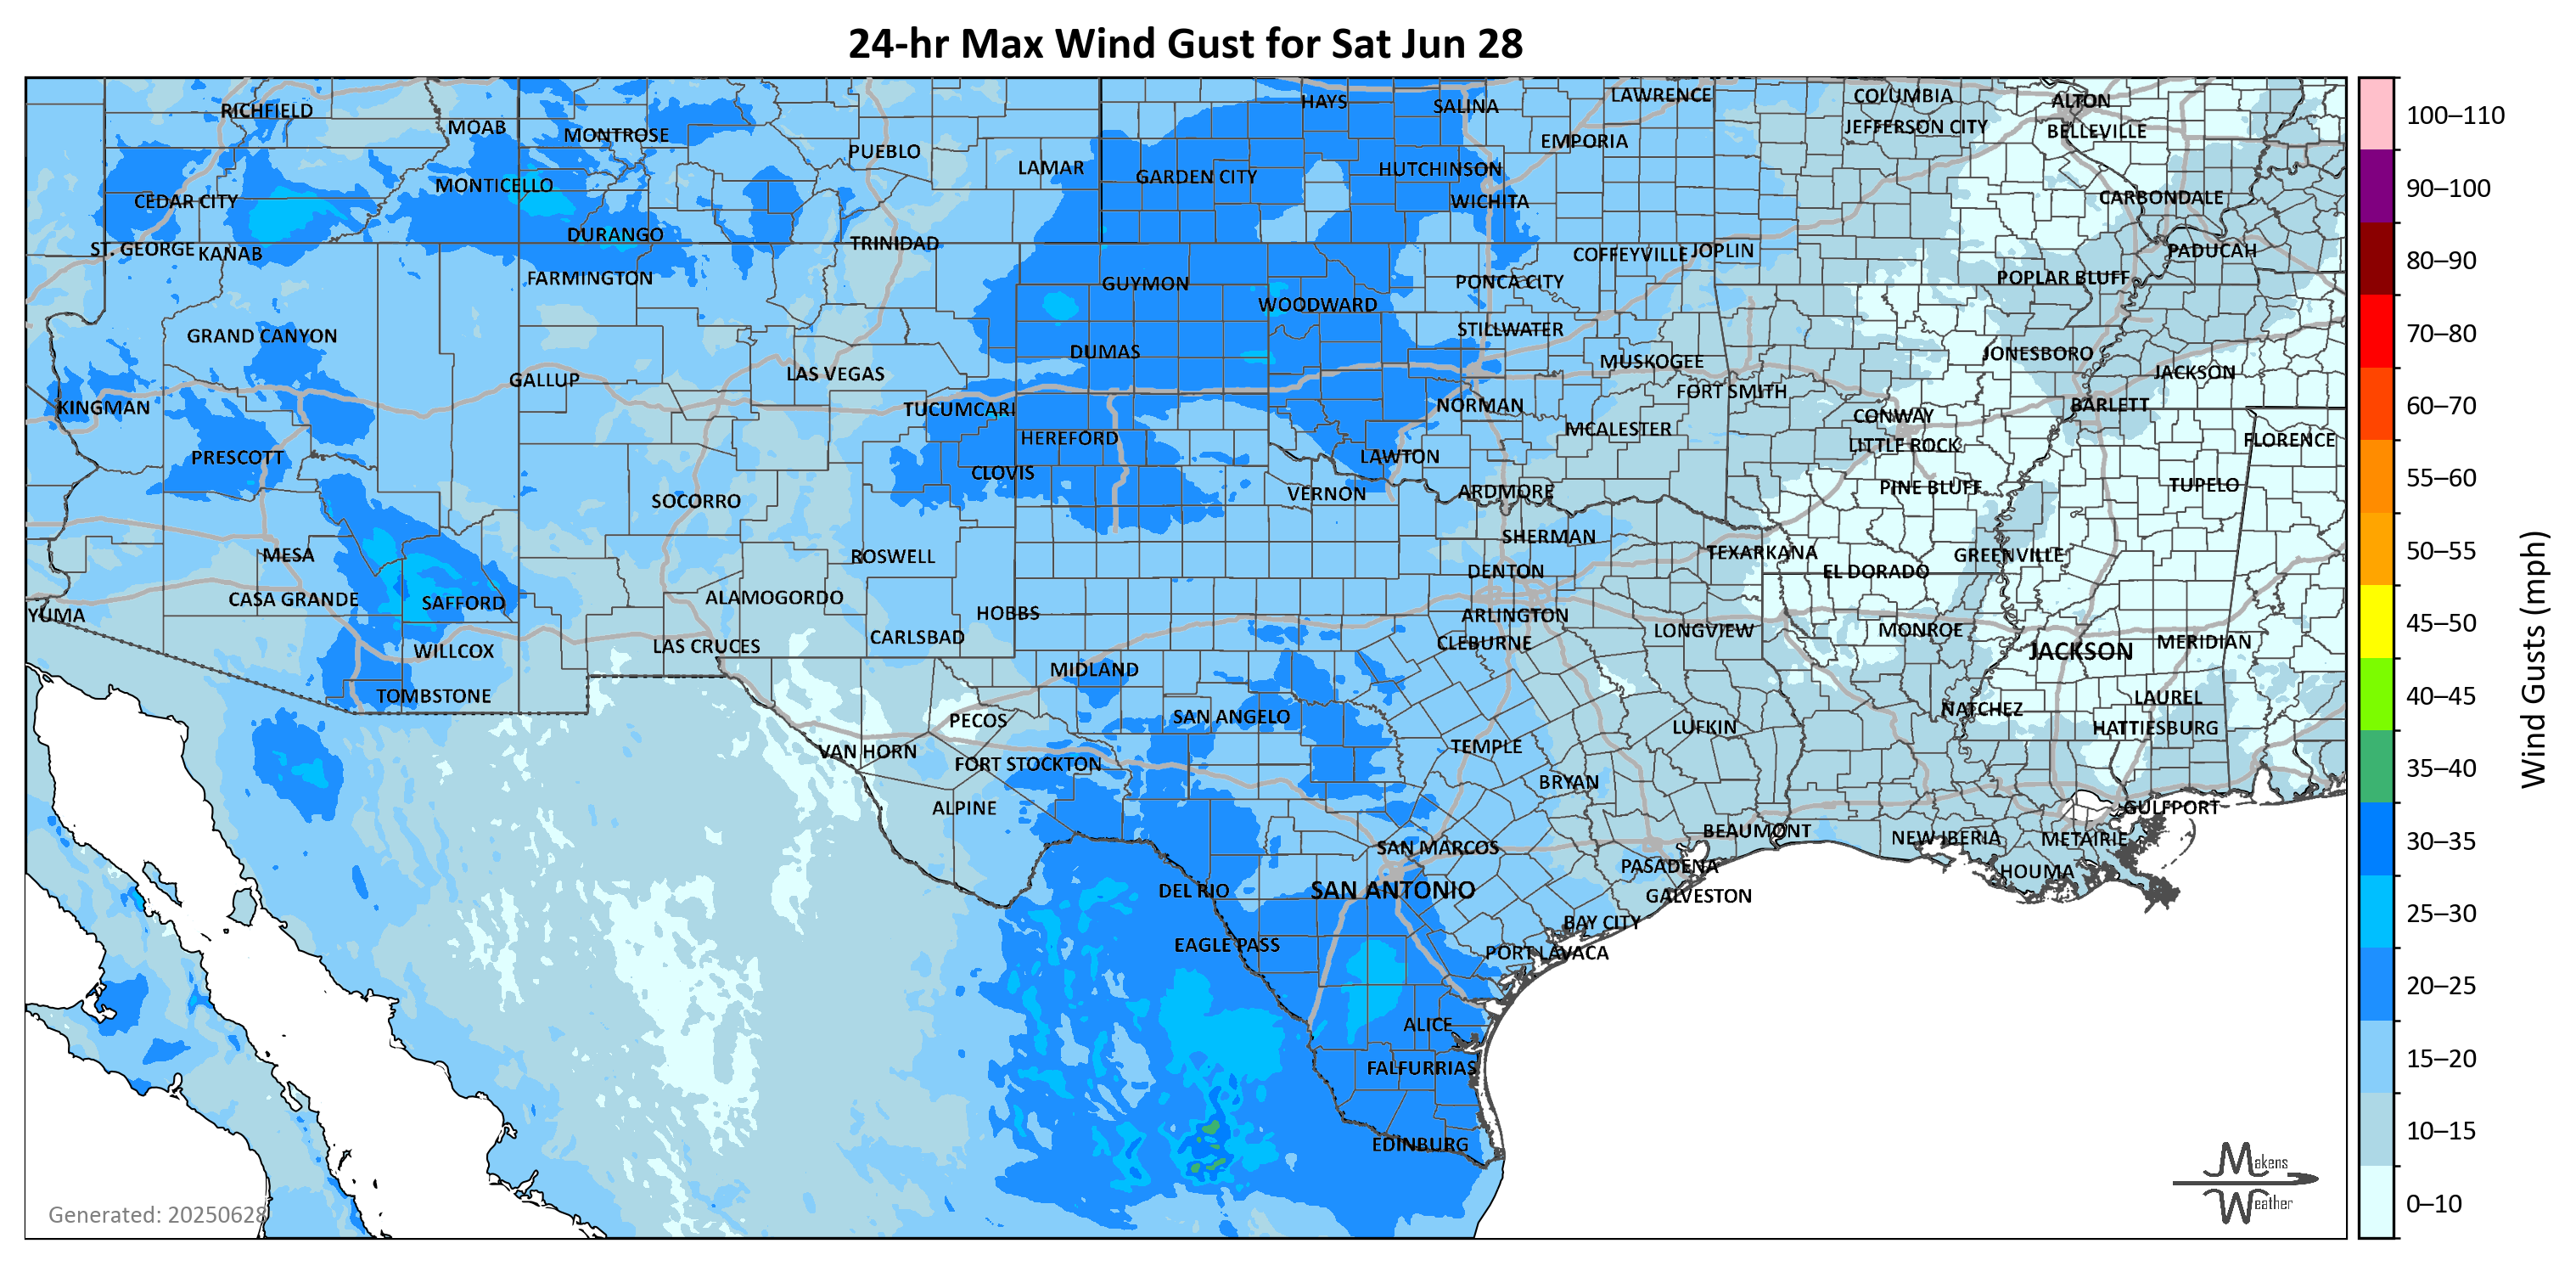 24-hr Max Wind Gust for Sat Jun 28
RICHFIELD
MOAB
MONTROSE
PUEBLO
LAMAR
HAYS
SALINA
LAWRENCE
EMPORIA
COLUMBIA
JEFFERSON CITY
ALTON
BELLEVILLE
CEDAR CITY
MONTICELLO
GARDEN CITY
HUTCHINSON
WICHITA
CARBONDALE
ST. GEORGE
KANAB
DURANGO
TRINIDAD
COFFEYVILLE
JOPLIN
PADUCAH
FARMINGTON
GUYMON
WOODWARD
PONCA CITY
POPLAR BLUFF
GRAND CANYON
STILLWATER
DUMAS
MUSKOGEE
JONESBORO
GALLUP
LAS VEGAS
FORT SMITH
JACKSON
KINGMAN
TUCUMCARI
NORMAN
CONWAY
BARLETT
HEREFORD
MCALESTER
LITTLE ROCK
FLORENCE
PRESCOTT
CLOVIS
LAWTON
SOCORRO
VERNON
ARDMORE
PINE BLUFF
TUPELO
MESA
ROSWELL
SHERMAN
TEXARKANA
GREENVILLE
DENTON
EL DORADO
CASA GRANDE
SAFFORD
ALAMOGORDO
HOBBS
ARLINGTON
YUMA
CARLSBAD
CLEBURNE
LONGVIEW
MONROE
WILLCOX
LAS CRUCES
JACKSON
MERIDIAN
MIDLAND
TOMBSTONE
PECOS
SAN ANGELO
LUFKIN
NATCHEZ
LAUREL
HATTIESBURG
VAN HORN
FORT STOCKTON
TEMPLE
BRYAN
ALPINE
GULFPORT
SAN MARCOS
BEAUMONT
NEW IBERIA
METAIRIE
DEL RIO
SAN ANTONIO
PASADENA
GALVESTON
HOUMA
EAGLE PASS
BAY CITY
PORT LAVACA
ALICE
FALFURRIAS
EDINBURG
Generated: 20250628
Makens
Weather
100–110
90–100
80–90
70–80
60–70
55–60
50–55
45–50
40–45
35–40
30–35
25–30
20–25
15–20
10–15
0–10
Wind Gusts (mph)